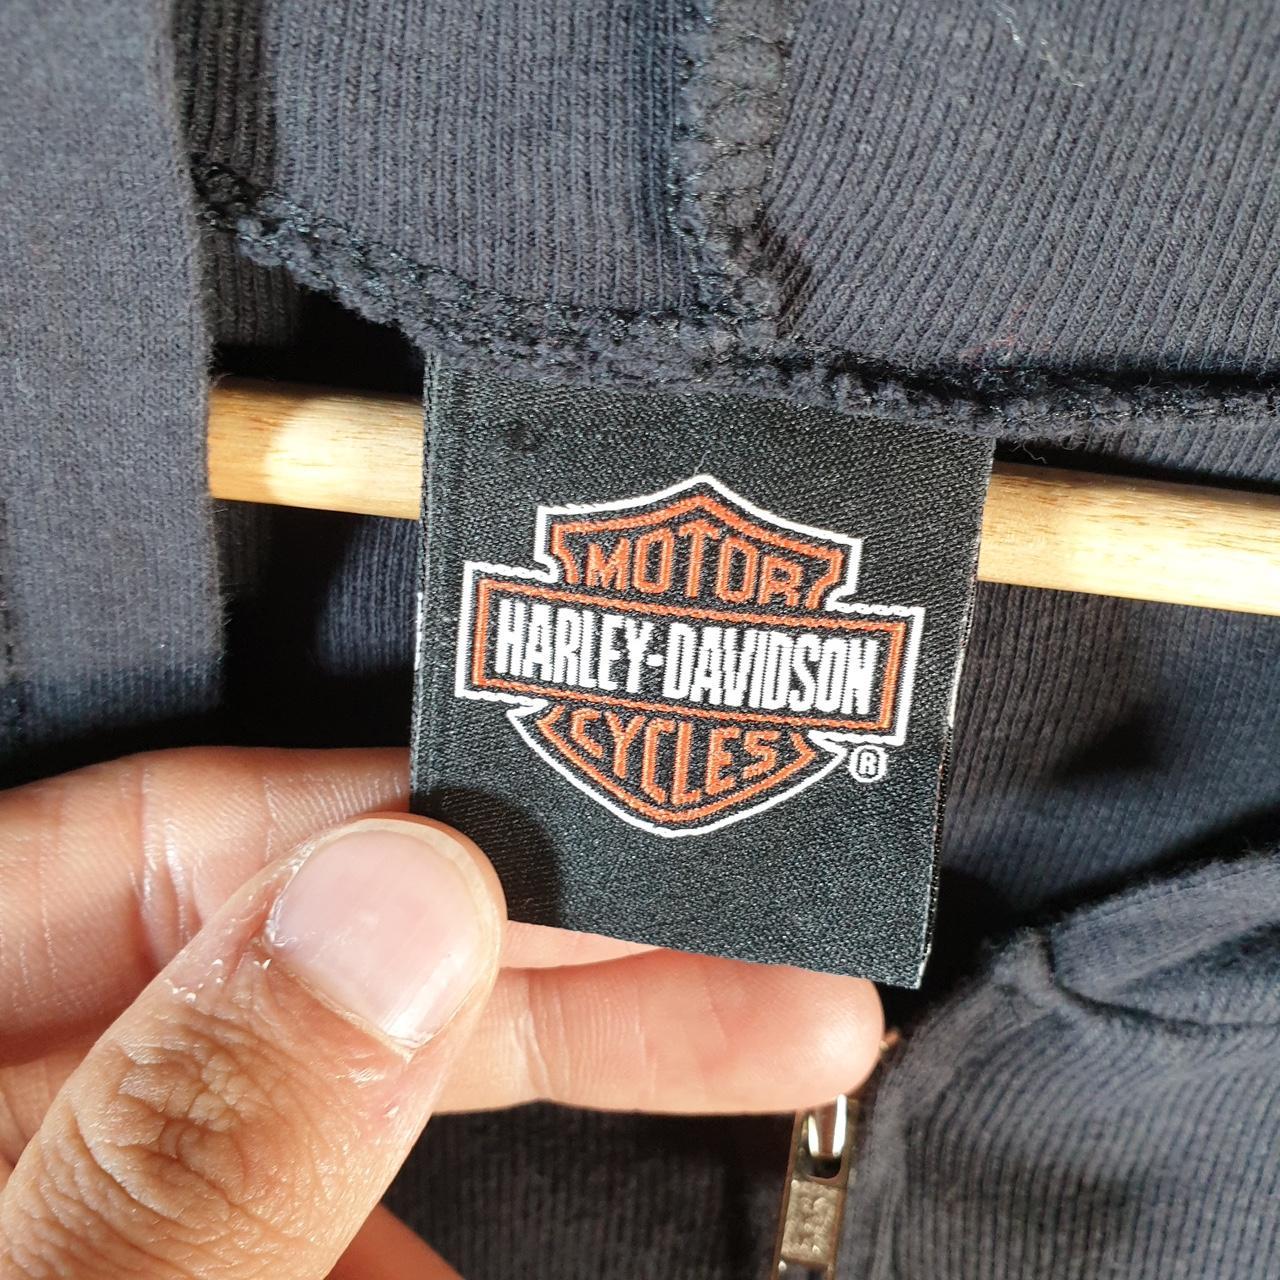 MOTOR
HARLEY-DAVIDSON
CYCLES
®